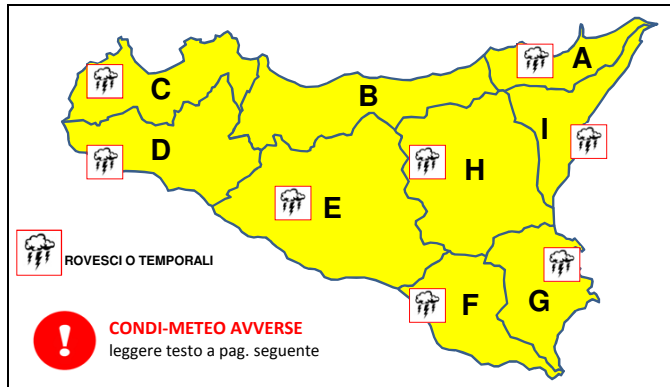 A
C
B
I
D
H
E
ROVESCI O TEMPORALI
F
G
!
CONDI-METEO AVVERSE
leggere testo a pag. seguente